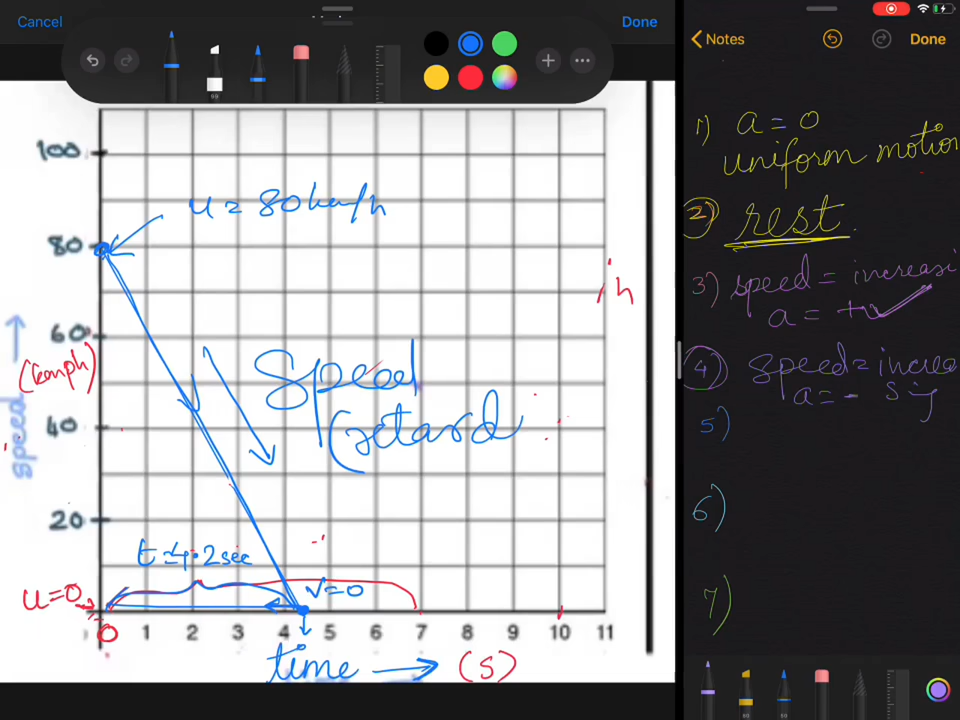 Cancel
Done
100
80
60
40
20
speed
(kmph)
u = 80 km/h
Speed
(retard
t = 4.2sec
v=0
u=0
0
0 1 2 3 4 5 6 7 8 9 10 11
time → (S)
Notes
Done
1) a = 0
uniform motion
2) rest.
3) speed = increasi
a = +ve
4) speed = increa
a = -
5)
6)
7)